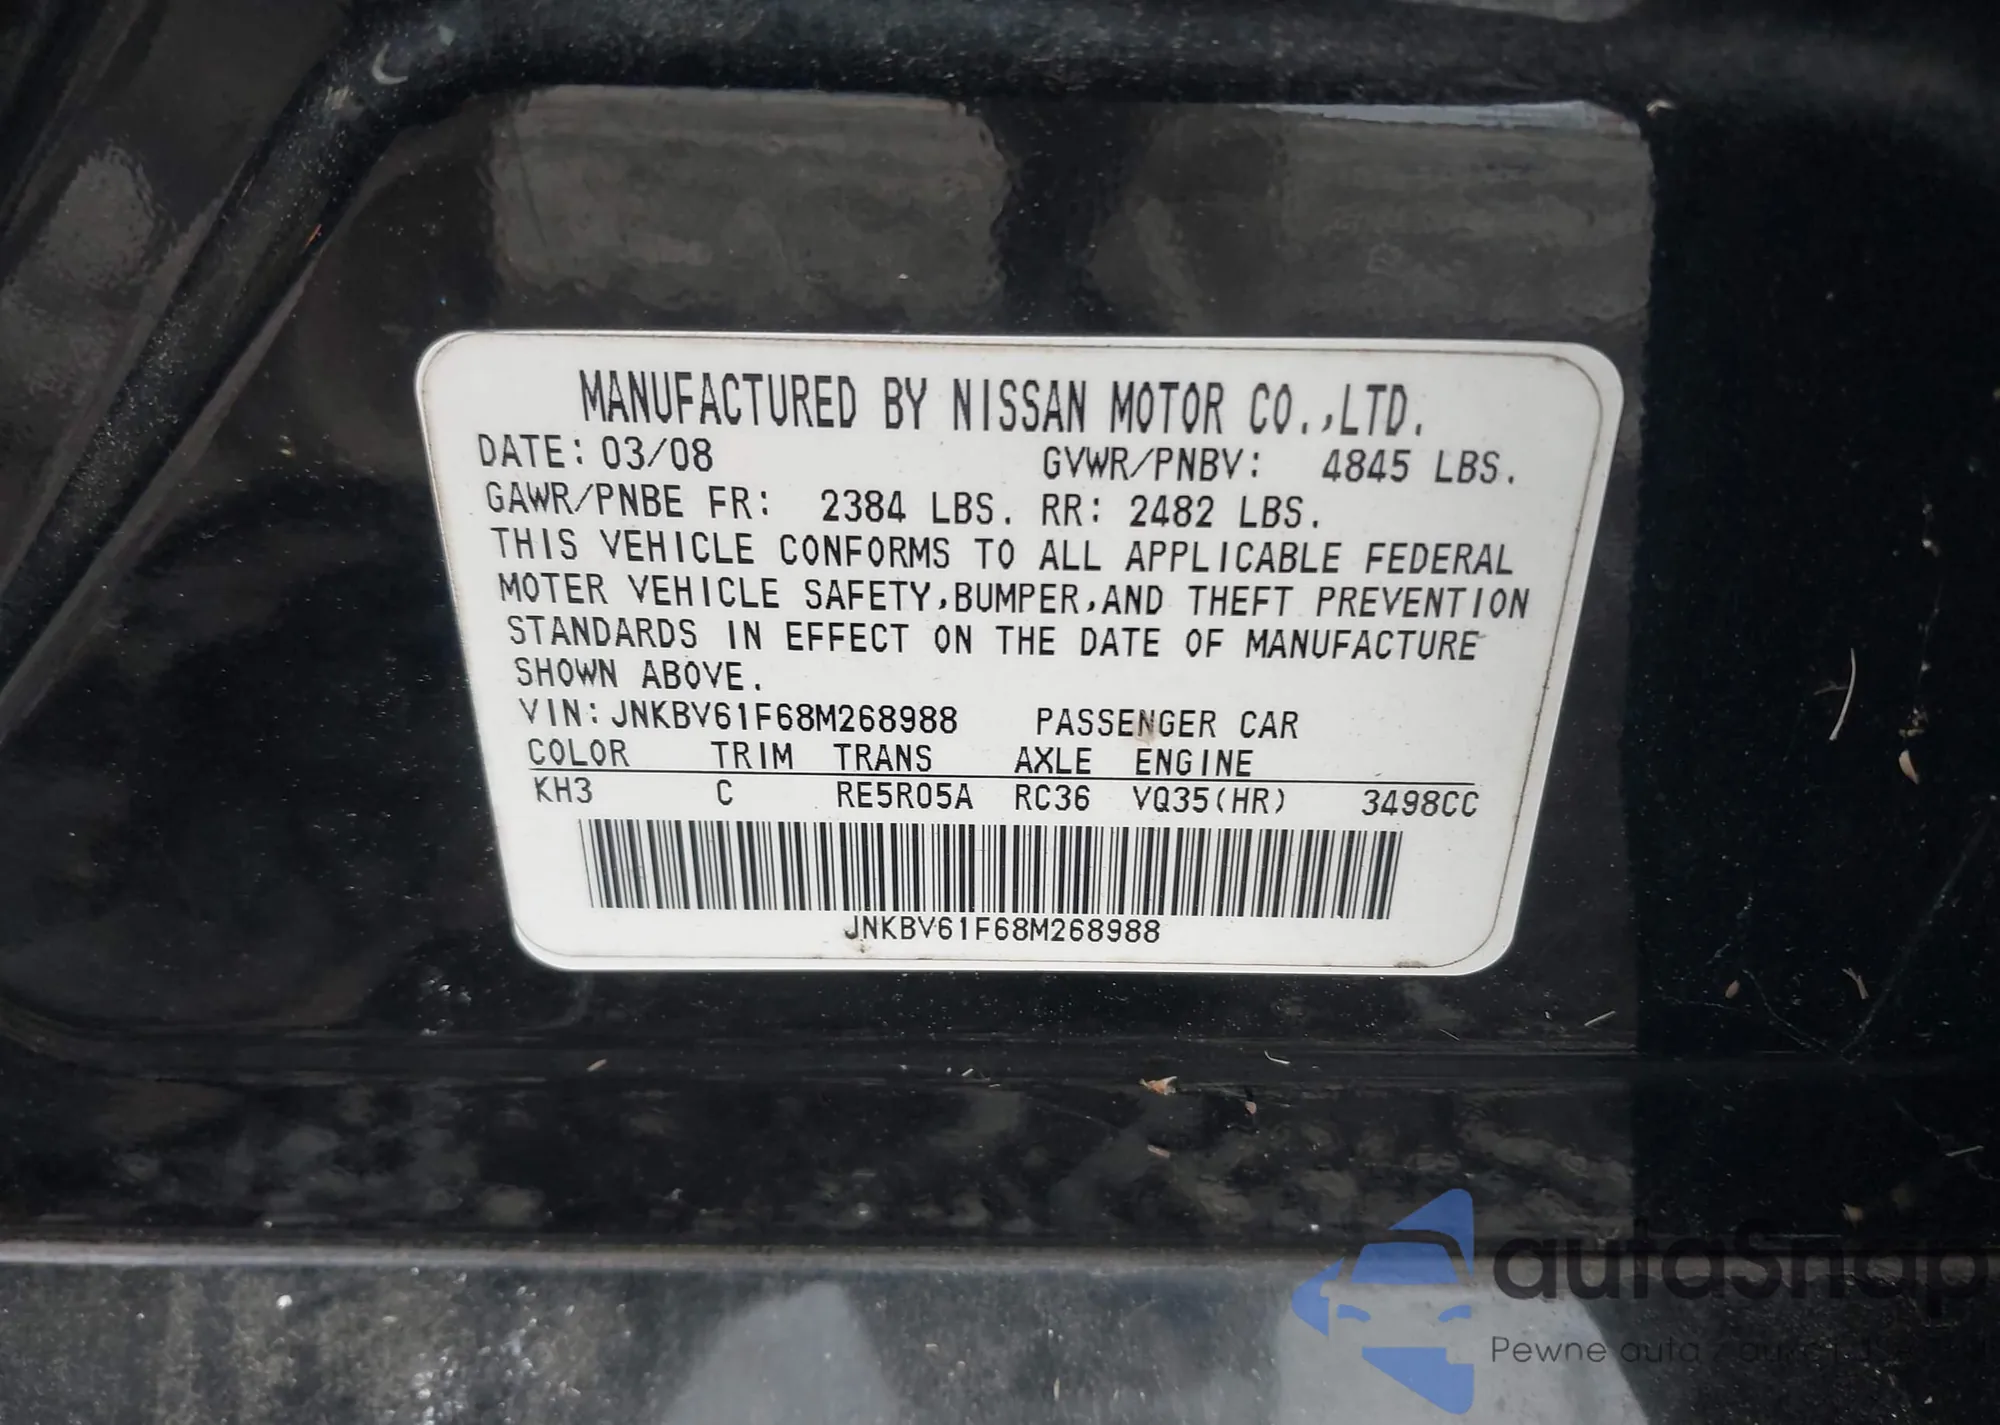 MANUFACTURED BY NISSAN MOTOR CO.,LTD.
DATE: 03/08 GVWR/PNBV: 4845 LBS.
GAWR/PNBE FR: 2384 LBS. RR: 2482 LBS.
THIS VEHICLE CONFORMS TO ALL APPLICABLE FEDERAL
MOTER VEHICLE SAFETY,BUMPER,AND THEFT PREVENTION
STANDARDS IN EFFECT ON THE DATE OF MANUFACTURE
SHOWN ABOVE.
VIN: JNKBV61F68M268988 PASSENGER CAR
COLOR TRIM TRANS AXLE ENGINE
KH3 C RE5R05A RC36 VQ35(HR) 3498CC
JNKBV61F68M268988
autaSnap
Pewne auta z